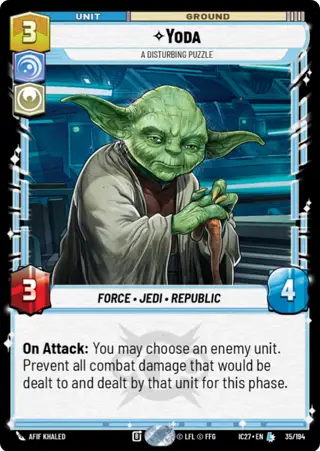 UNIT
GROUND
3
Yoda
A DISTURBING PUZZLE
3
4
FORCE • JEDI • REPUBLIC
On Attack: You may choose an enemy unit.
Prevent all combat damage that would be
dealt to and dealt by that unit for this phase.
AFIF KHALED
© LFL © FFG
IC27 • EN
35/194